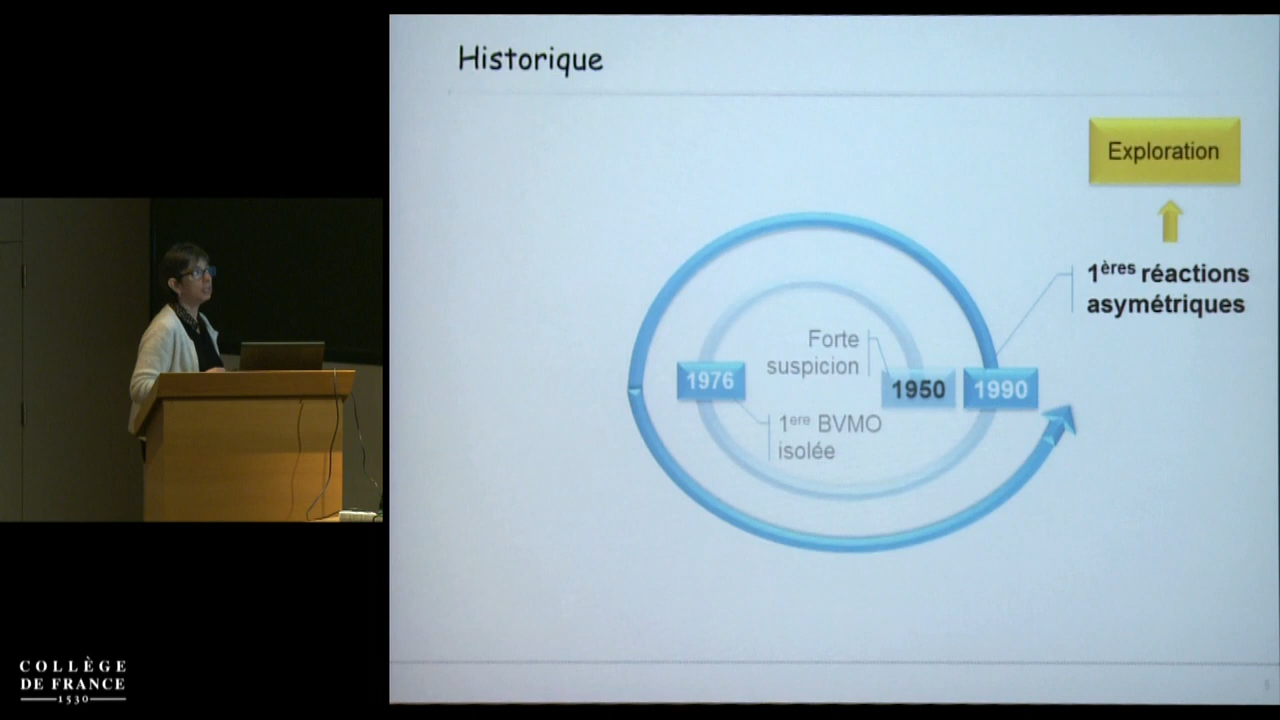 Historique
Exploration
1ères réactions
asymétriques
Forte
suspicion
1976
1950
1990
1ere BVMO
isolée
COLLÈGE
DE FRANCE
1530